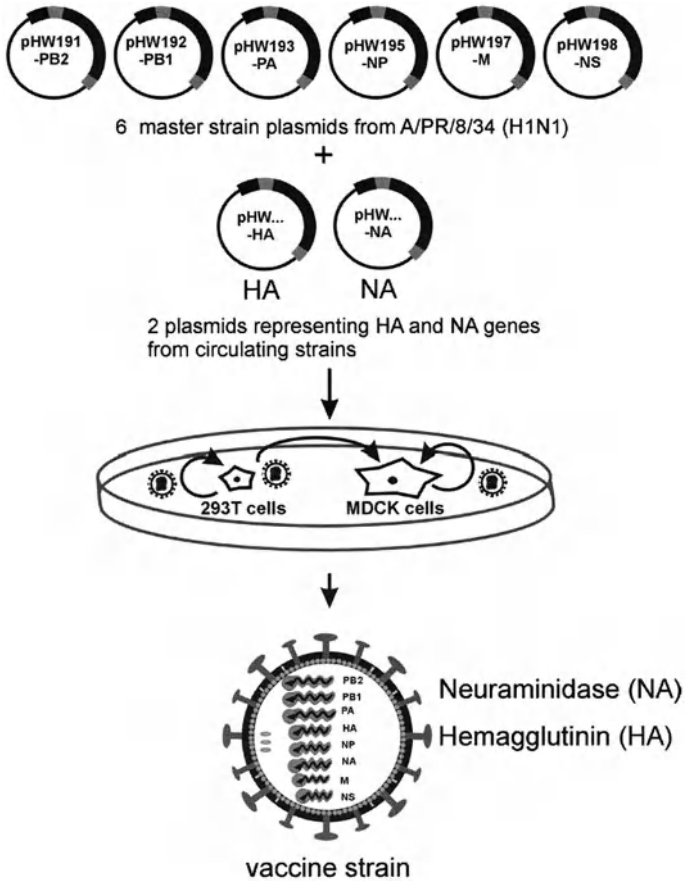 pHW191
-PB2
pHW192
-PB1
pHW193
-PA
pHW195
-NP
pHW197
-M
pHW198
-NS
6 master strain plasmids from A/PR/8/34 (H1N1)
+
pHW...
-HA
pHW...
-NA
HA
NA
2 plasmids representing HA and NA genes
from circulating strains
293T cells
MDCK cells
PB2
PB1
PA
HA
NP
NA
M
NS
Neuraminidase (NA)
Hemagglutinin (HA)
vaccine strain